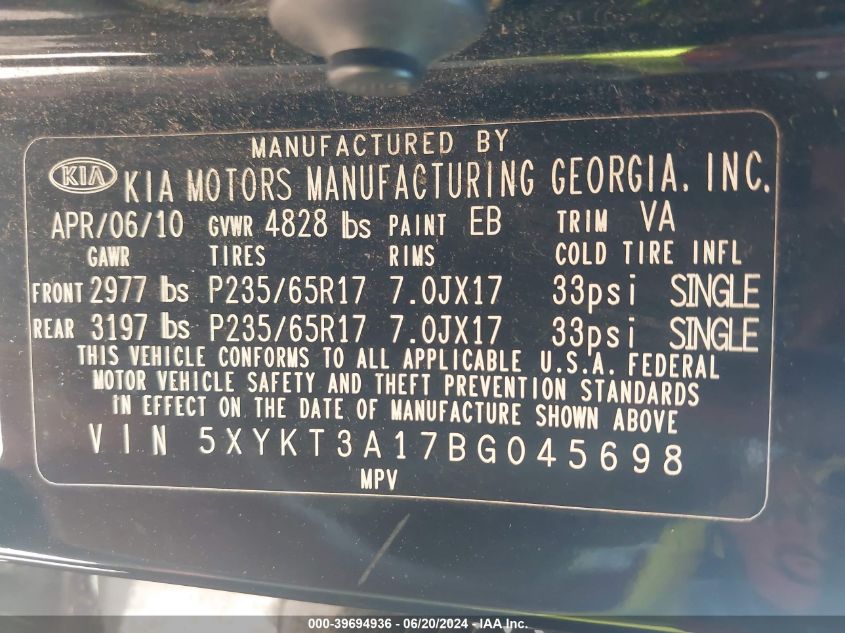 MANUFACTURED BY
KIA KIA MOTORS MANUFACTURING GEORGIA, INC.
APR/06/10 GVWR 4828 lbs PAINT EB TRIM VA
GAWR TIRES RIMS COLD TIRE INFL
FRONT 2977 lbs P235/65R17 7.0JX17 33psi SINGLE
REAR 3197 lbs P235/65R17 7.0JX17 33psi SINGLE
THIS VEHICLE CONFORMS TO ALL APPLICABLE U.S.A. FEDERAL
MOTOR VEHICLE SAFETY AND THEFT PREVENTION STANDARDS
IN EFFECT ON THE DATE OF MANUFACTURE SHOWN ABOVE
VIN 5XYKT3A17BG045698
MPV
000-39694936 - 06/20/2024 - IAA Inc.